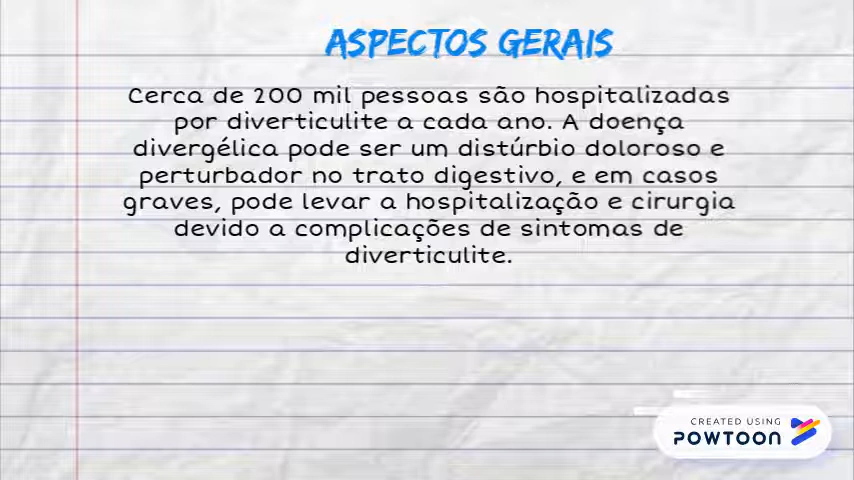 ASPECTOS GERAIS
Cerca de 200 mil pessoas são hospitalizadas
por diverticulite a cada ano. A doença
divergélica pode ser um distúrbio doloroso e
perturbador no trato digestivo, e em casos
graves, pode levar a hospitalização e cirurgia
devido a complicações de sintomas de
diverticulite.
CREATED USING
POWTOON